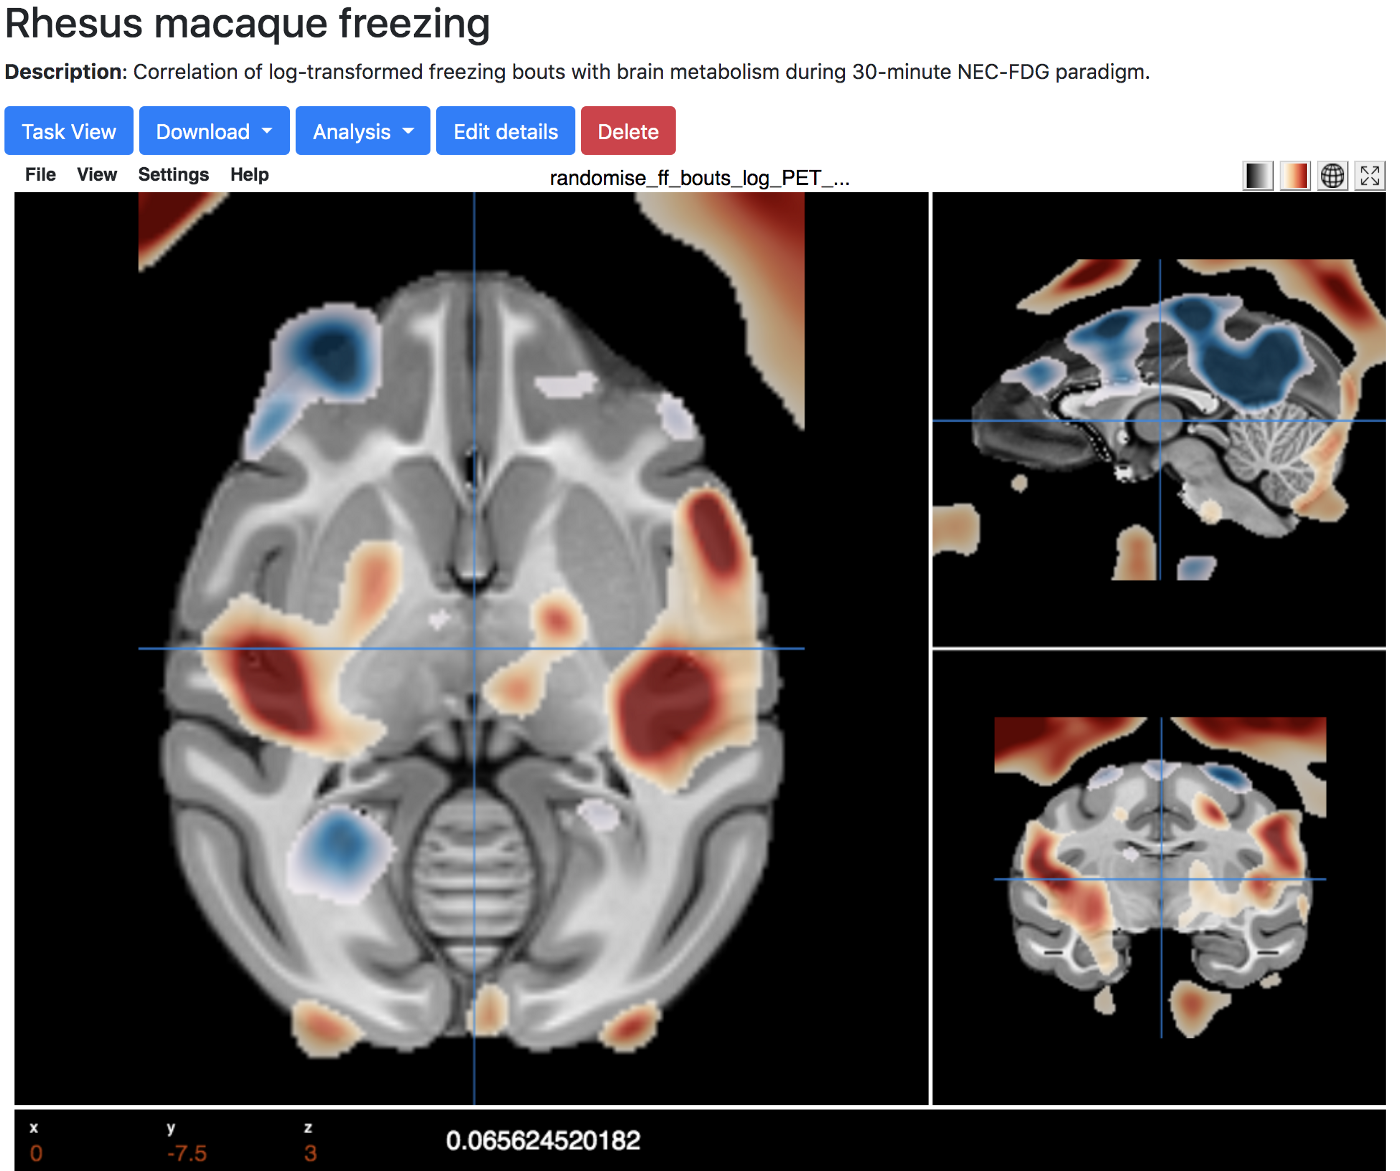 Rhesus macaque freezing
Description: Correlation of log-transformed freezing bouts with brain metabolism during 30-minute NEC-FDG paradigm.
Task View Download Analysis Edit details Delete
File View Settings Help randomise_ff_bouts_log_PET_...
x y z
0 -7.5 3 0.065624520182